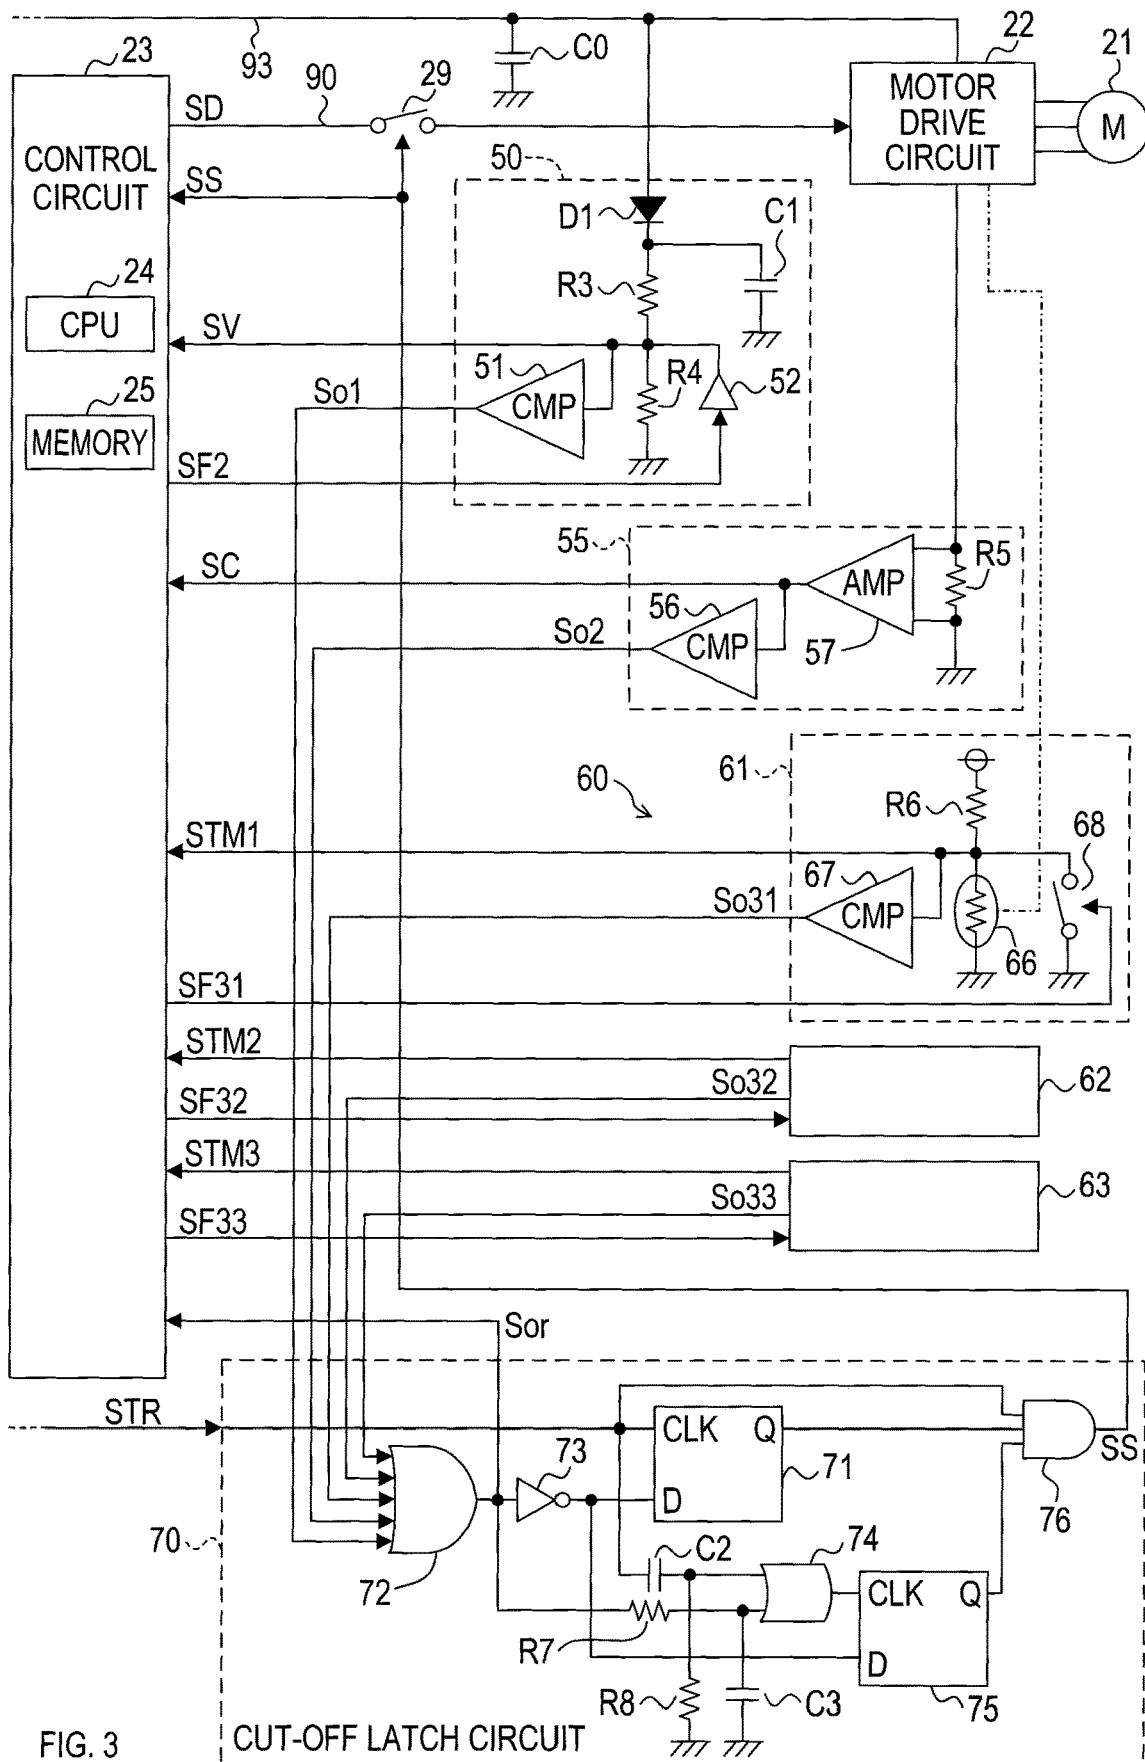 93
C0
22
21
23
SD
90
29
MOTOR
DRIVE
CIRCUIT
M
CONTROL
CIRCUIT
SS
50
D1
C1
R3
24
CPU
SV
51
CMP
R4
52
So1
25
MEMORY
SF2
55
SC
AMP
R5
56
CMP
57
So2
61
60
R6
STM1
68
67
CMP
So31
66
SF31
STM2
So32
62
SF32
STM3
So33
63
SF33
Sor
STR
CLK
Q
71
D
SS
76
73
70
72
C2
74
CLK
Q
R7
D
R8
C3
75
FIG. 3
CUT-OFF LATCH CIRCUIT